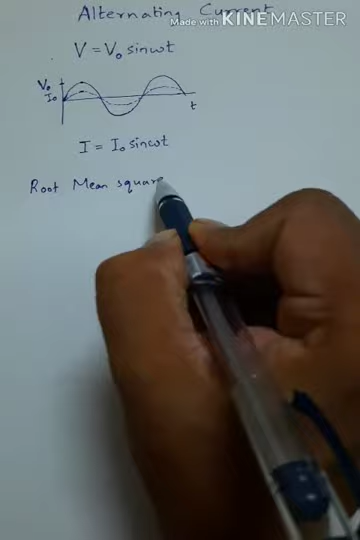 Alternating Current
Made with KINEMASTER
V = V₀ sinωt
V₀
I₀
t
I = I₀ sinωt
Root Mean square